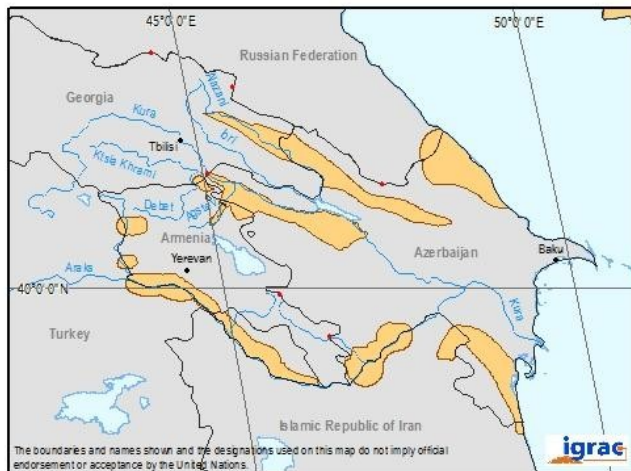 45°0'0"E
50°0'0"E
Russian Federation
Georgia
Nazani
Kura
Iori
Tbilisi
Ktsia Khrami
Debet
Agstev
Armenia
Azerbaijan
Baku
Araks
Yerevan
40°0'0"N
Kura
Turkey
Islamic Republic of Iran
The boundaries and names shown and the designations used on this map do not imply official
endorsement or acceptance by the United Nations.
igrac